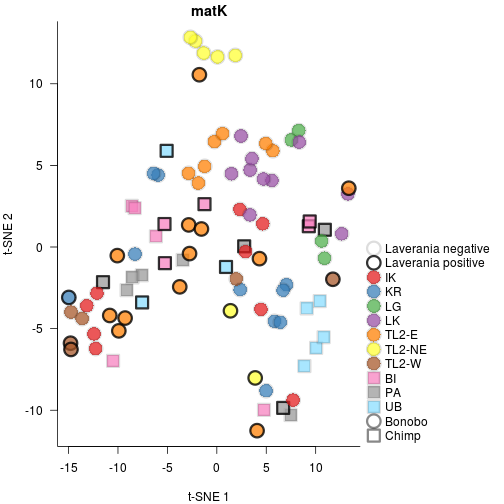 matK
t-SNE 2
10
5
0
-5
-10
-15
-10
-5
0
5
10
t-SNE 1
Laverania negative
Laverania positive
IK
KR
LG
LK
TL2-E
TL2-NE
TL2-W
BI
PA
UB
Bonobo
Chimp